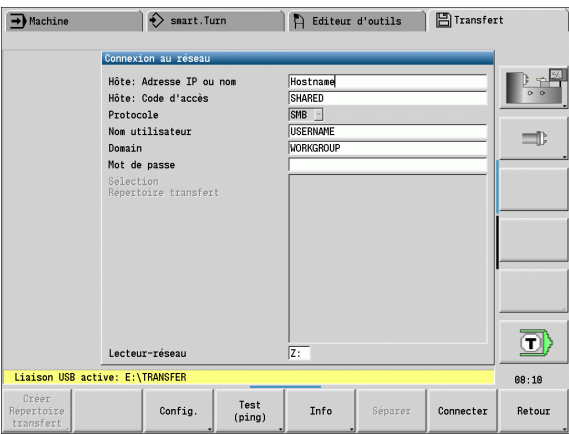 Machine
smart.Turn
Editeur d'outils
Transfert
Connexion au réseau
Hôte: Adresse IP ou nom Hostname
Hôte: Code d'accès SHARED
Protocole SMB
Nom utilisateur USERNAME
Domain WORKGROUP
Mot de passe
Sélection
Répertoire transfert
Lecteur-réseau Z:
Liaison USB active: E:\TRANSFER
T
08:10
Créer
Répertoire
transfert
Config.
Test
(ping)
Info
Séparer
Connecter
Retour